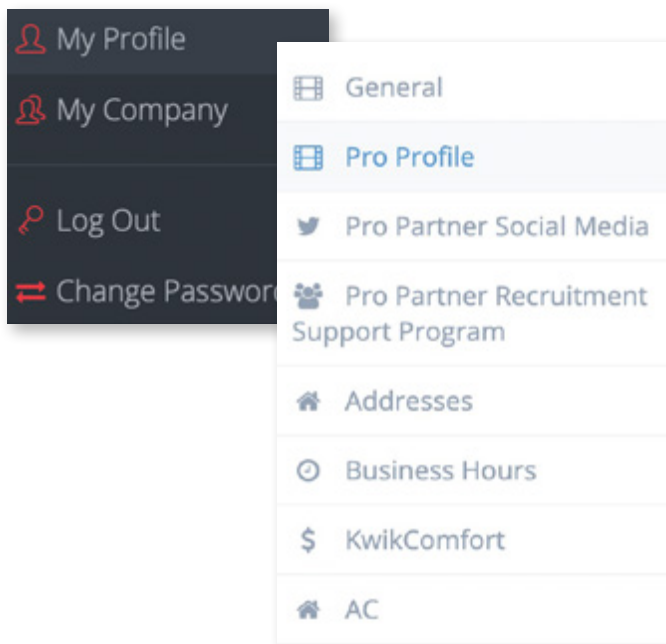 My Profile
My Company
Log Out
Change Passwor
General
Pro Profile
Pro Partner Social Media
Pro Partner Recruitment
Support Program
Addresses
Business Hours
$ KwikComfort
AC